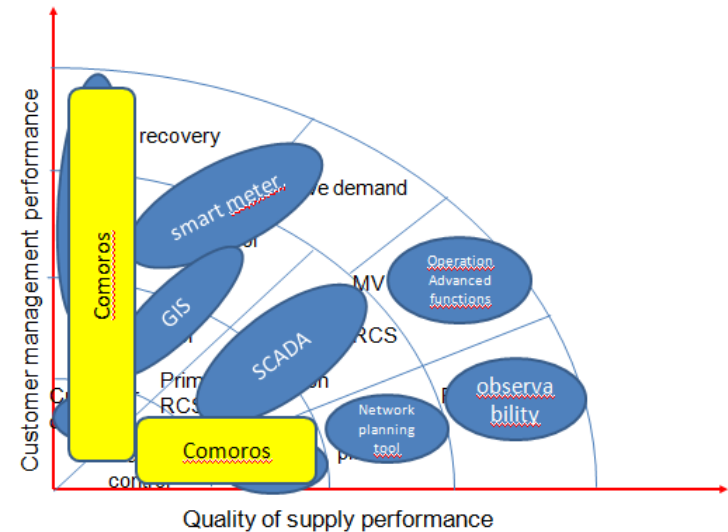 Customer management performance
recovery
smart meter
ve demand
Comoros
GIS
MV
Operation
Advanced
functions
SCADA
RCS
Prim
RCS
Network
planning
tool
observa
bility
Comoros
control
Quality of supply performance